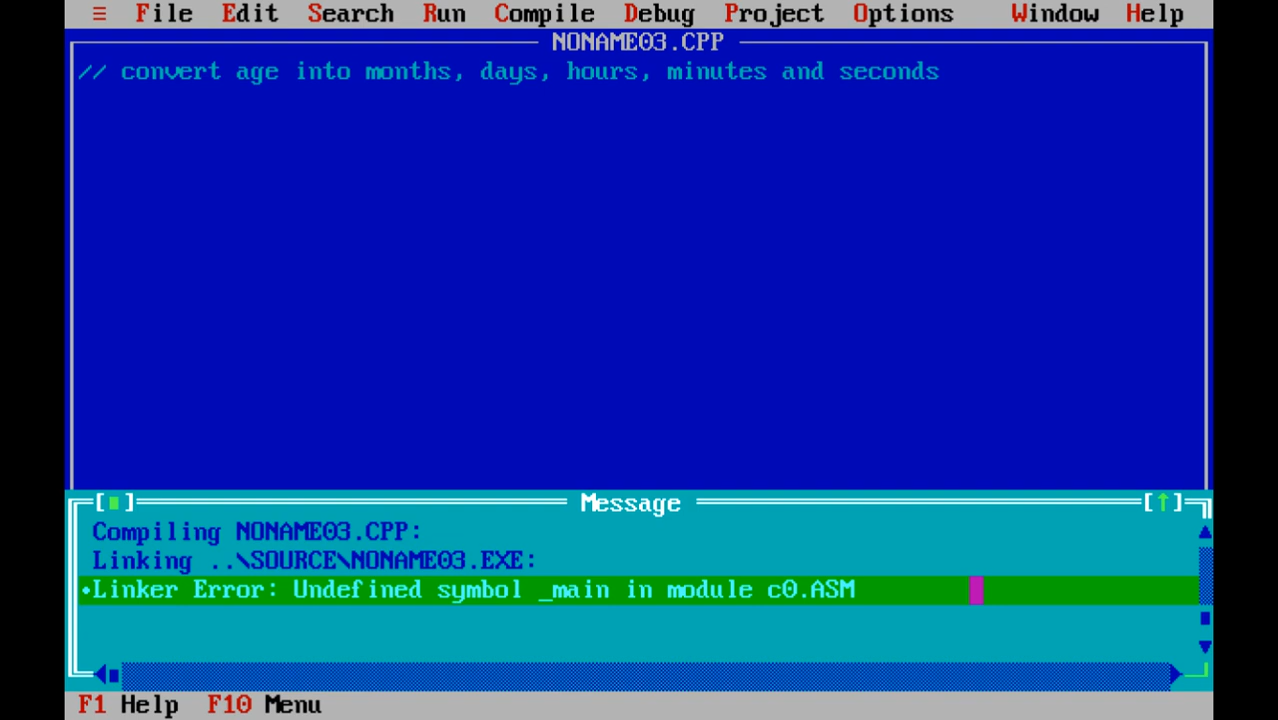 ≡ File Edit Search Run Compile Debug Project Options Window Help
NONAME03.CPP
// convert age into months, days, hours, minutes and seconds
[■] Message [↑]
Compiling NONAME03.CPP:
Linking ..\SOURCE\NONAME03.EXE:
•Linker Error: Undefined symbol _main in module c0.ASM
F1 Help F10 Menu